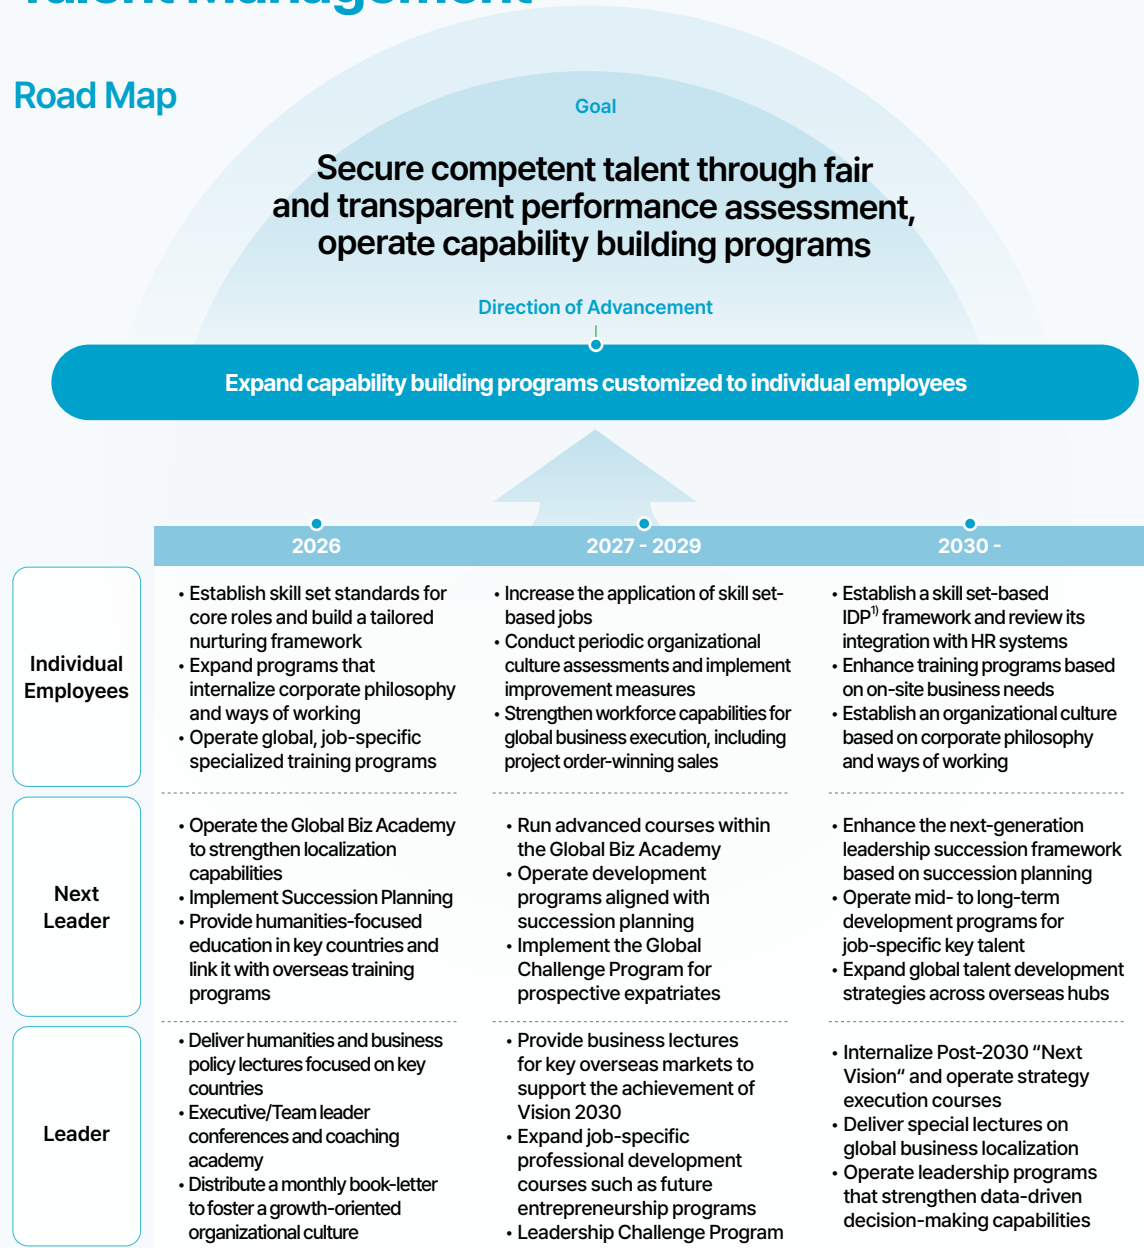 Talent Management
Road Map
Goal
Secure competent talent through fair
and transparent performance assessment,
operate capability building programs
Direction of Advancement
Expand capability building programs customized to individual employees
2026
2027 - 2029
2030 -
Individual
Employees
• Establish skill set standards for
core roles and build a tailored
nurturing framework
• Expand programs that
internalize corporate philosophy
and ways of working
• Operate global, job-specific
specialized training programs
• Increase the application of skill set-
based jobs
• Conduct periodic organizational
culture assessments and implement
improvement measures
• Strengthen workforce capabilities for
global business execution, including
project order-winning sales
• Establish a skill set-based
IDP1) framework and review its
integration with HR systems
• Enhance training programs based
on on-site business needs
• Establish an organizational culture
based on corporate philosophy
and ways of working
Next
Leader
• Operate the Global Biz Academy
to strengthen localization
capabilities
• Implement Succession Planning
• Provide humanities-focused
education in key countries and
link it with overseas training
programs
• Run advanced courses within
the Global Biz Academy
• Operate development
programs aligned with
succession planning
• Implement the Global
Challenge Program for
prospective expatriates
• Enhance the next-generation
leadership succession framework
based on succession planning
• Operate mid- to long-term
development programs for
job-specific key talent
• Expand global talent development
strategies across overseas hubs
Leader
• Deliver humanities and business
policy lectures focused on key
countries
• Executive/Team leader
conferences and coaching
academy
• Distribute a monthly book-letter
to foster a growth-oriented
organizational culture
• Provide business lectures
for key overseas markets to
support the achievement of
Vision 2030
• Expand job-specific
professional development
courses such as future
entrepreneurship programs
• Leadership Challenge Program
• Internalize Post-2030 “Next
Vision“ and operate strategy
execution courses
• Deliver special lectures on
global business localization
• Operate leadership programs
that strengthen data-driven
decision-making capabilities